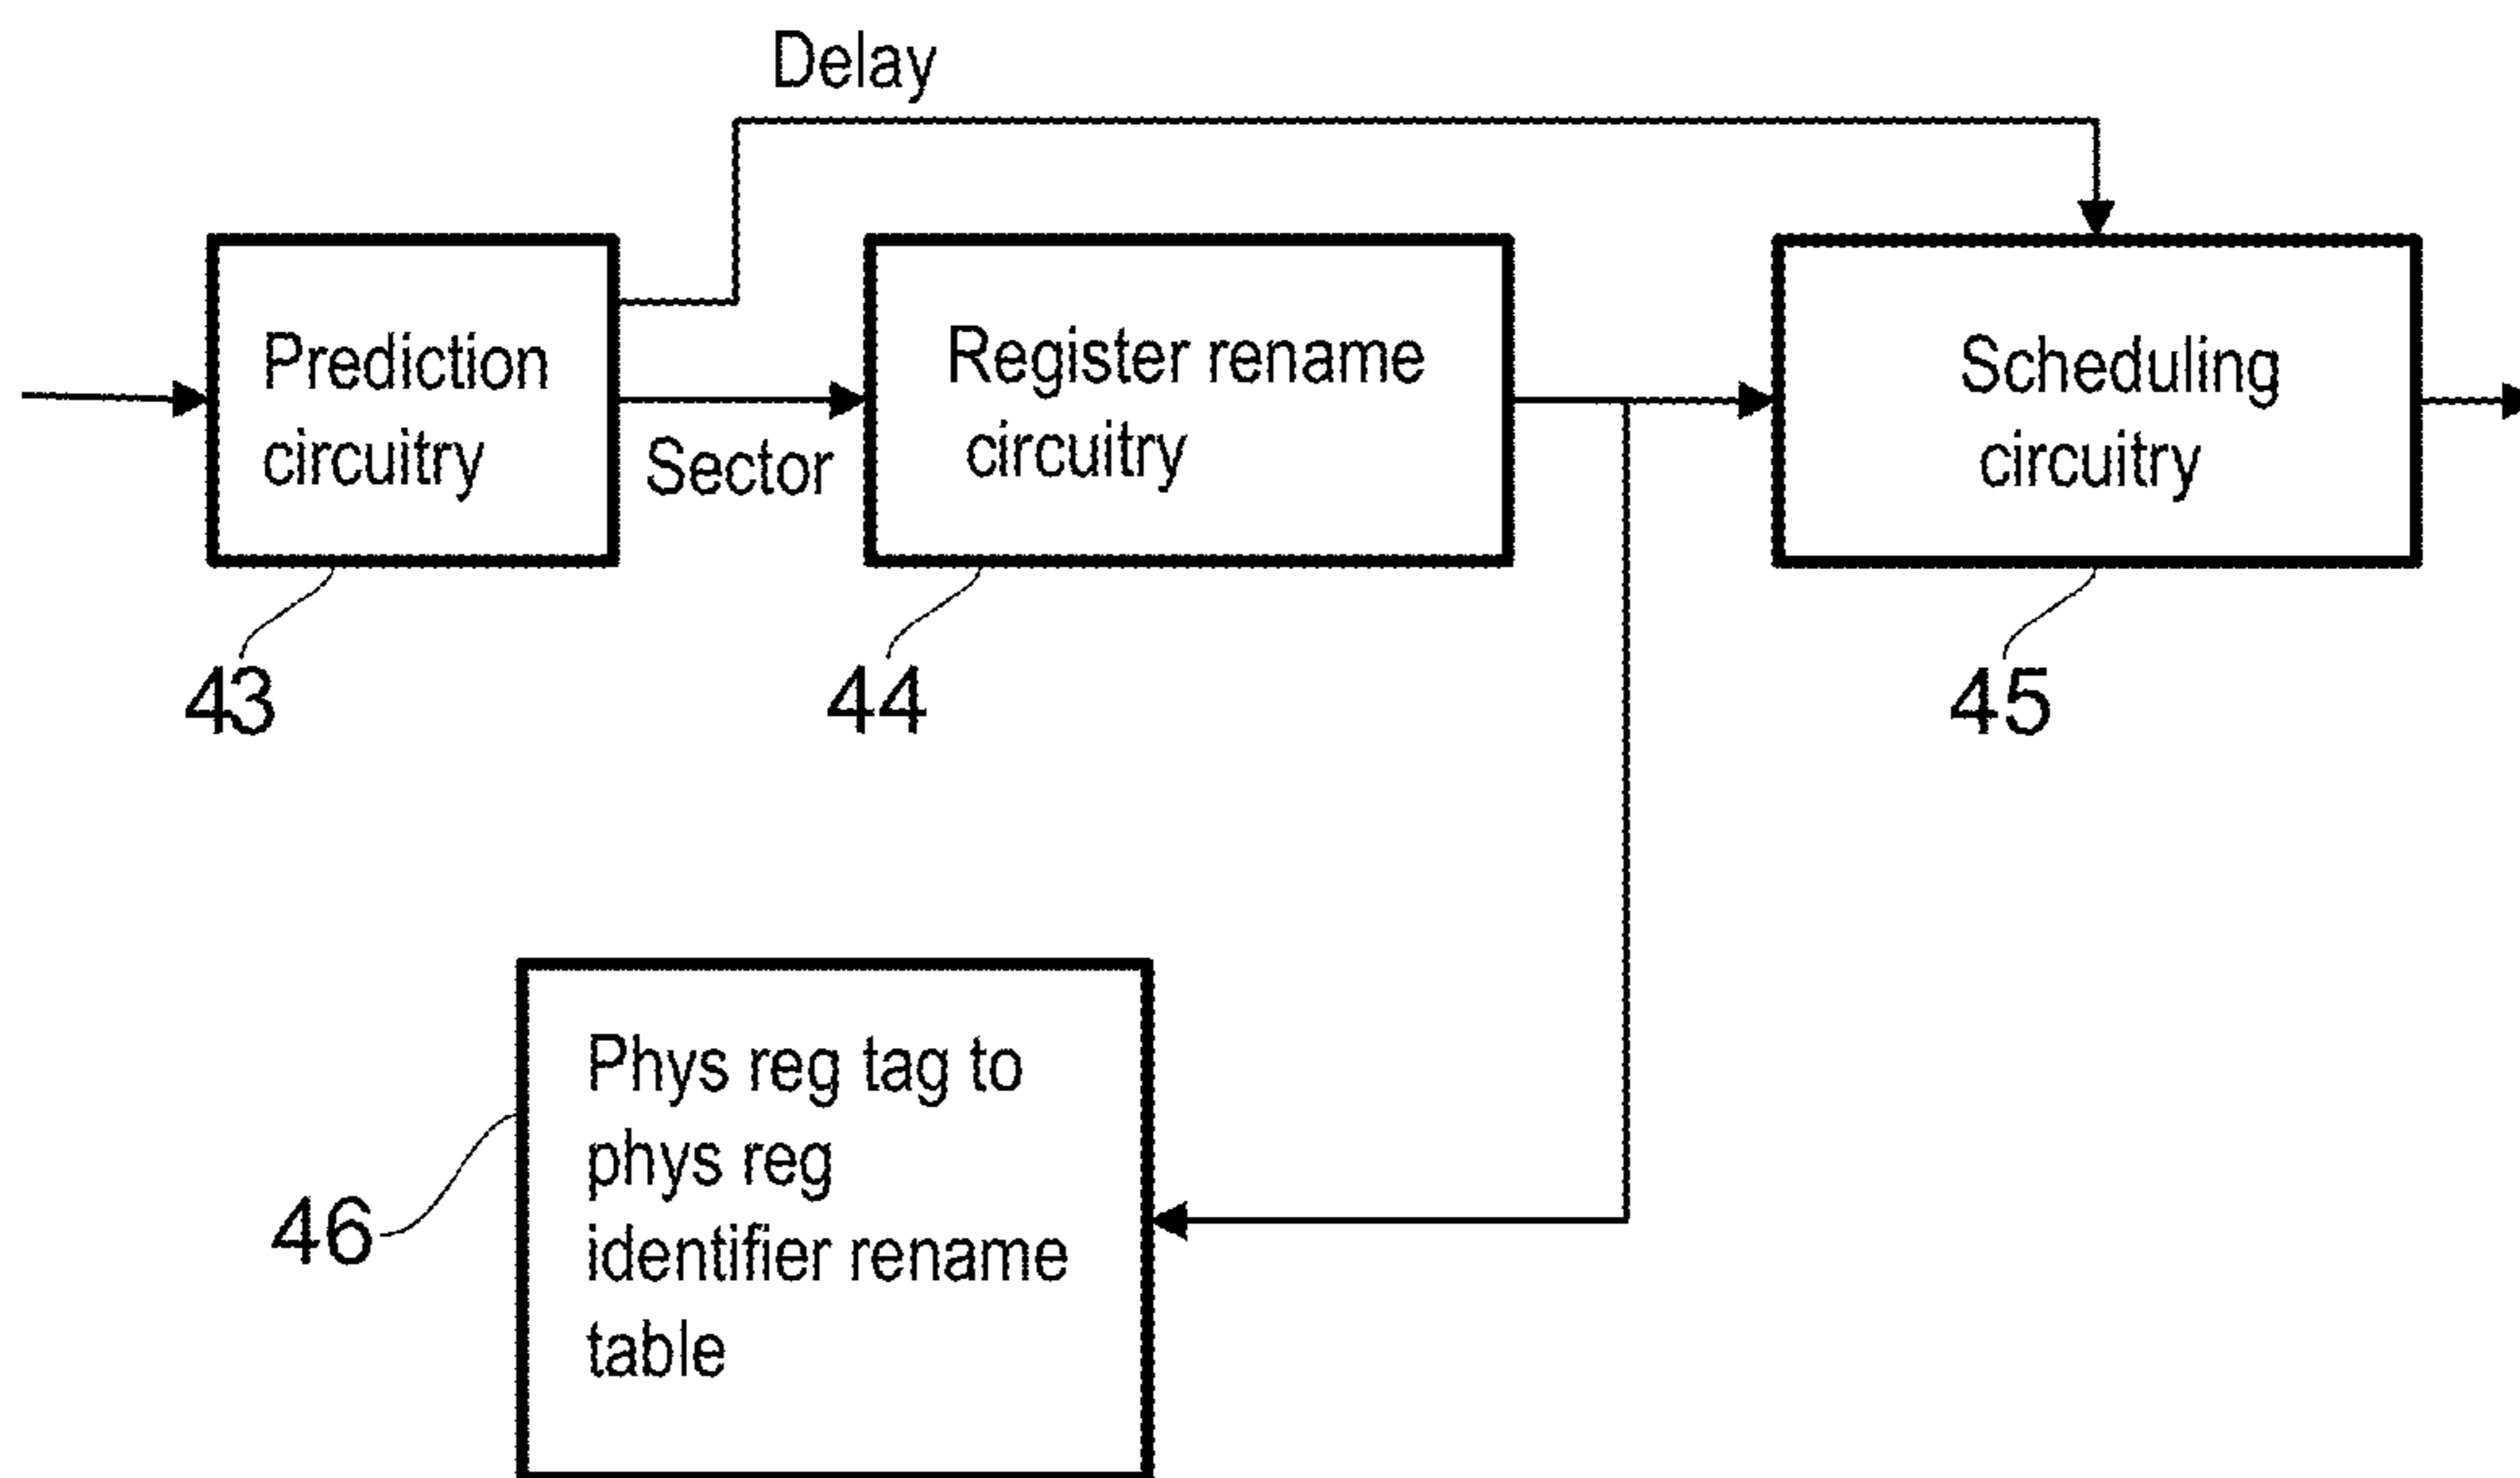 Delay
Prediction
circuitry
Sector
Register rename
circuitry
Scheduling
circuitry
43
44
45
Phys reg tag to
phys reg
identifier rename
table
46